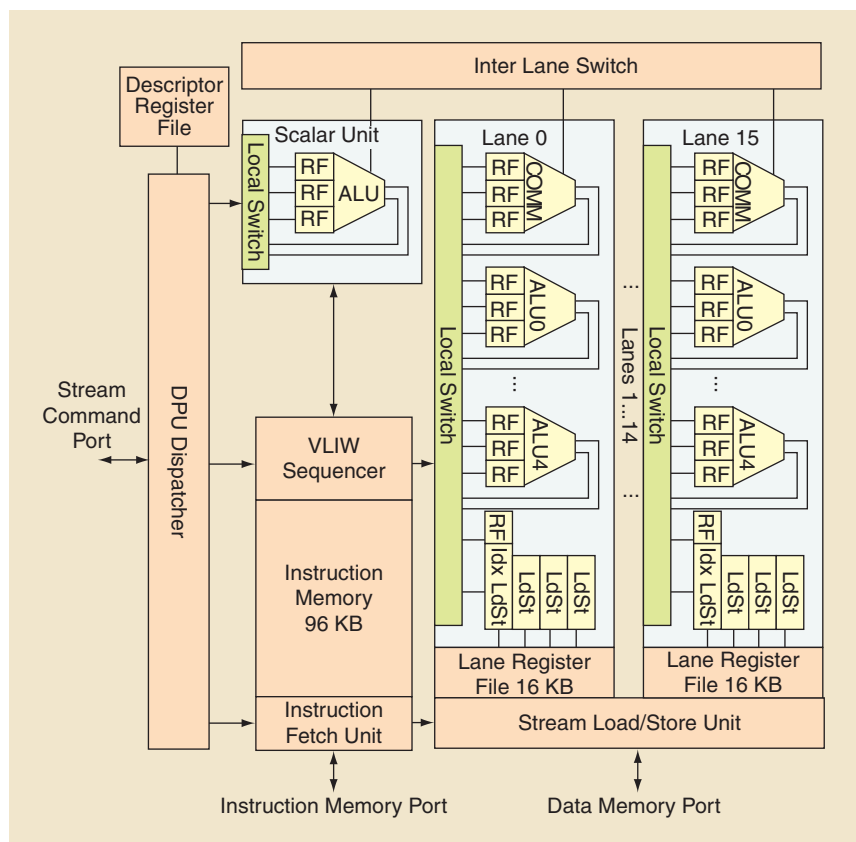 Inter Lane Switch
Descriptor
Register
File
Scalar Unit
Local Switch
RF
RF
RF
ALU
Lane 0
Local Switch
RF
RF
RF
COMM
RF
RF
RF
ALU0
...
RF
RF
RF
ALU4
RF
Idx LdSt
LdSt
LdSt
LdSt
Lane Register
File 16 KB
...
Lanes 1...14
...
Lane 15
Local Switch
RF
RF
RF
COMM
RF
RF
RF
ALU0
...
RF
RF
RF
ALU4
RF
Idx LdSt
LdSt
LdSt
LdSt
Lane Register
File 16 KB
Stream
Command
Port
DPU Dispatcher
VLIW
Sequencer
Instruction
Memory
96 KB
Instruction
Fetch Unit
Stream Load/Store Unit
Instruction Memory Port
Data Memory Port